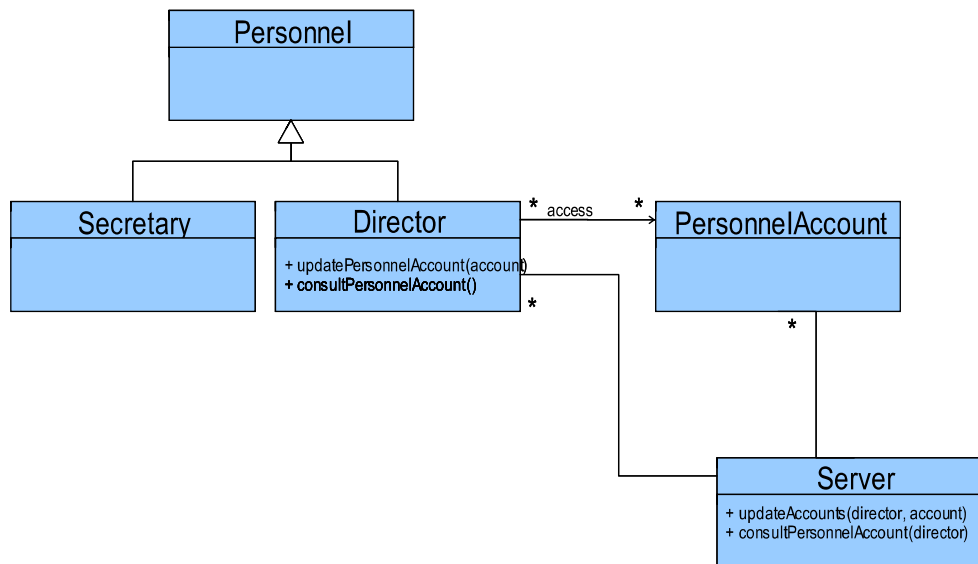 Personnel
Secretary
Director
+ updatePersonnelAccount(account)
+ consultPersonnelAccount()
*
access
*
*
PersonnelAccount
*
Server
+ updateAccounts(director, account)
+ consultPersonnelAccount(director)